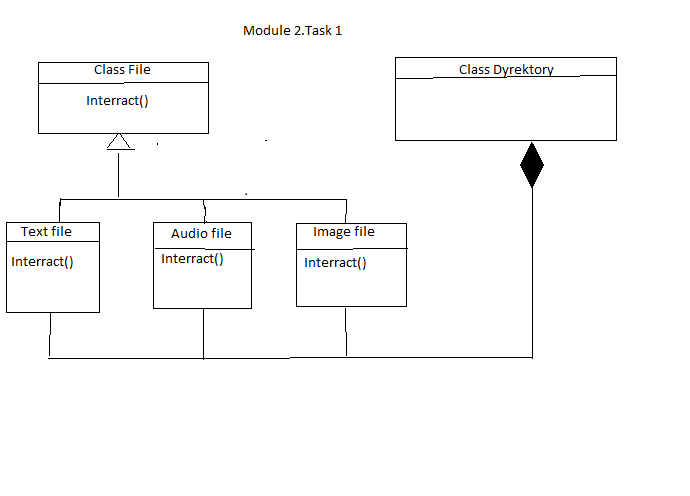 Module 2.Task 1
Class File
Interract()
Class Dyrektory
Text file
Interract()
Audio file
Interract()
Image file
Interract()